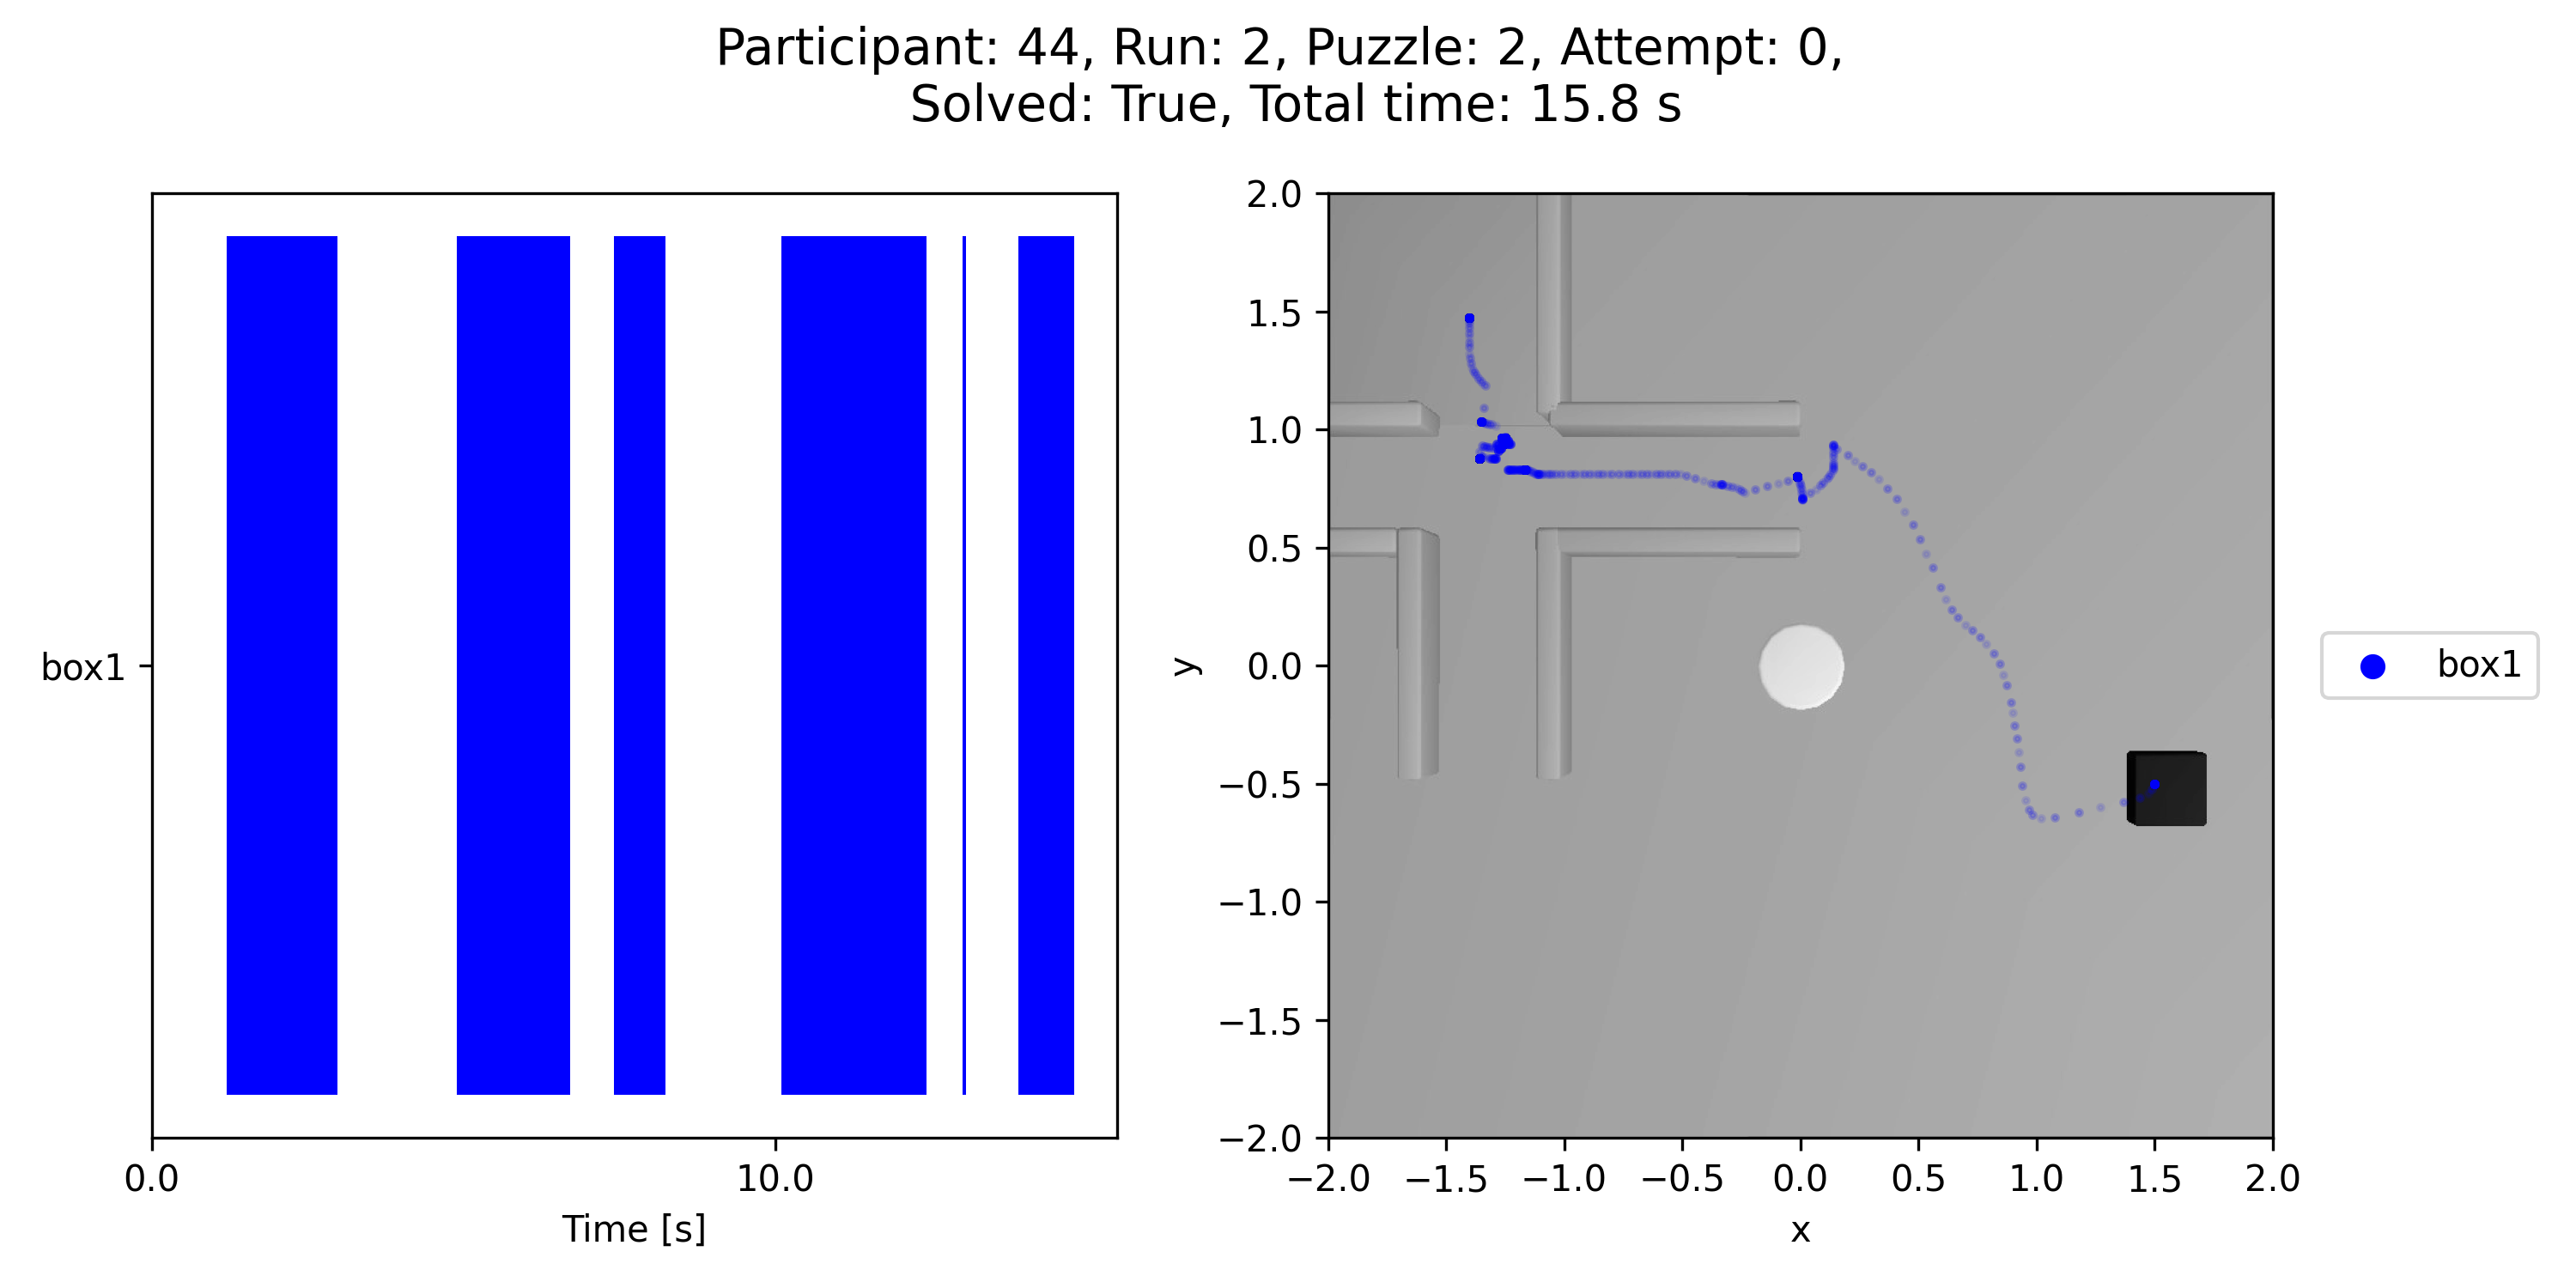 Participant: 44, Run: 2, Puzzle: 2, Attempt: 0,
Solved: True, Total time: 15.8 s
box1
0.0
10.0
Time [s]
2.0
1.5
1.0
0.5
0.0
−0.5
−1.0
−1.5
−2.0
y
−2.0
−1.5
−1.0
−0.5
0.0
0.5
1.0
1.5
2.0
x
box1